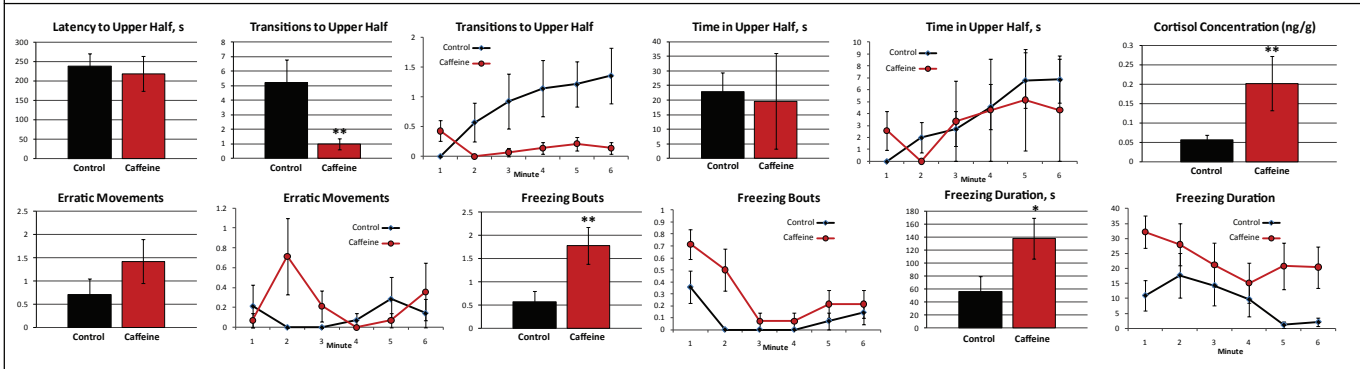 Latency to Upper Half, s
300
250
200
150
100
50
0
Control
Caffeine
Transitions to Upper Half
8
7
6
5
4
3
2
1
0
**
Control
Caffeine
Transitions to Upper Half
2
1.5
1
0.5
0
Control
Caffeine
1 2 3 4 5 6
Minute
Time in Upper Half, s
40
35
30
25
20
15
10
5
0
Control
Caffeine
Time in Upper Half, s
10
9
8
7
6
5
4
3
2
1
0
Control
Caffeine
1 2 3 4 5 6
Minute
Cortisol Concentration (ng/g)
0.3
0.25
0.2
0.15
0.1
0.05
0
**
Control
Caffeine
Erratic Movements
2.5
2
1.5
1
0.5
0
Control
Caffeine
Erratic Movements
1.2
1
0.8
0.6
0.4
0.2
0
Control
Caffeine
1 2 3 4 5 6
Minute
Freezing Bouts
2.5
2
1.5
1
0.5
0
**
Control
Caffeine
Freezing Bouts
1
0.9
0.8
0.7
0.6
0.5
0.4
0.3
0.2
0.1
0
Control
Caffeine
1 2 3 4 5 6
Minute
Freezing Duration, s
180
160
140
120
100
80
60
40
20
0
*
Control
Caffeine
Freezing Duration
40
35
30
25
20
15
10
5
0
Control
Caffeine
1 2 3 4 5 6
Minute